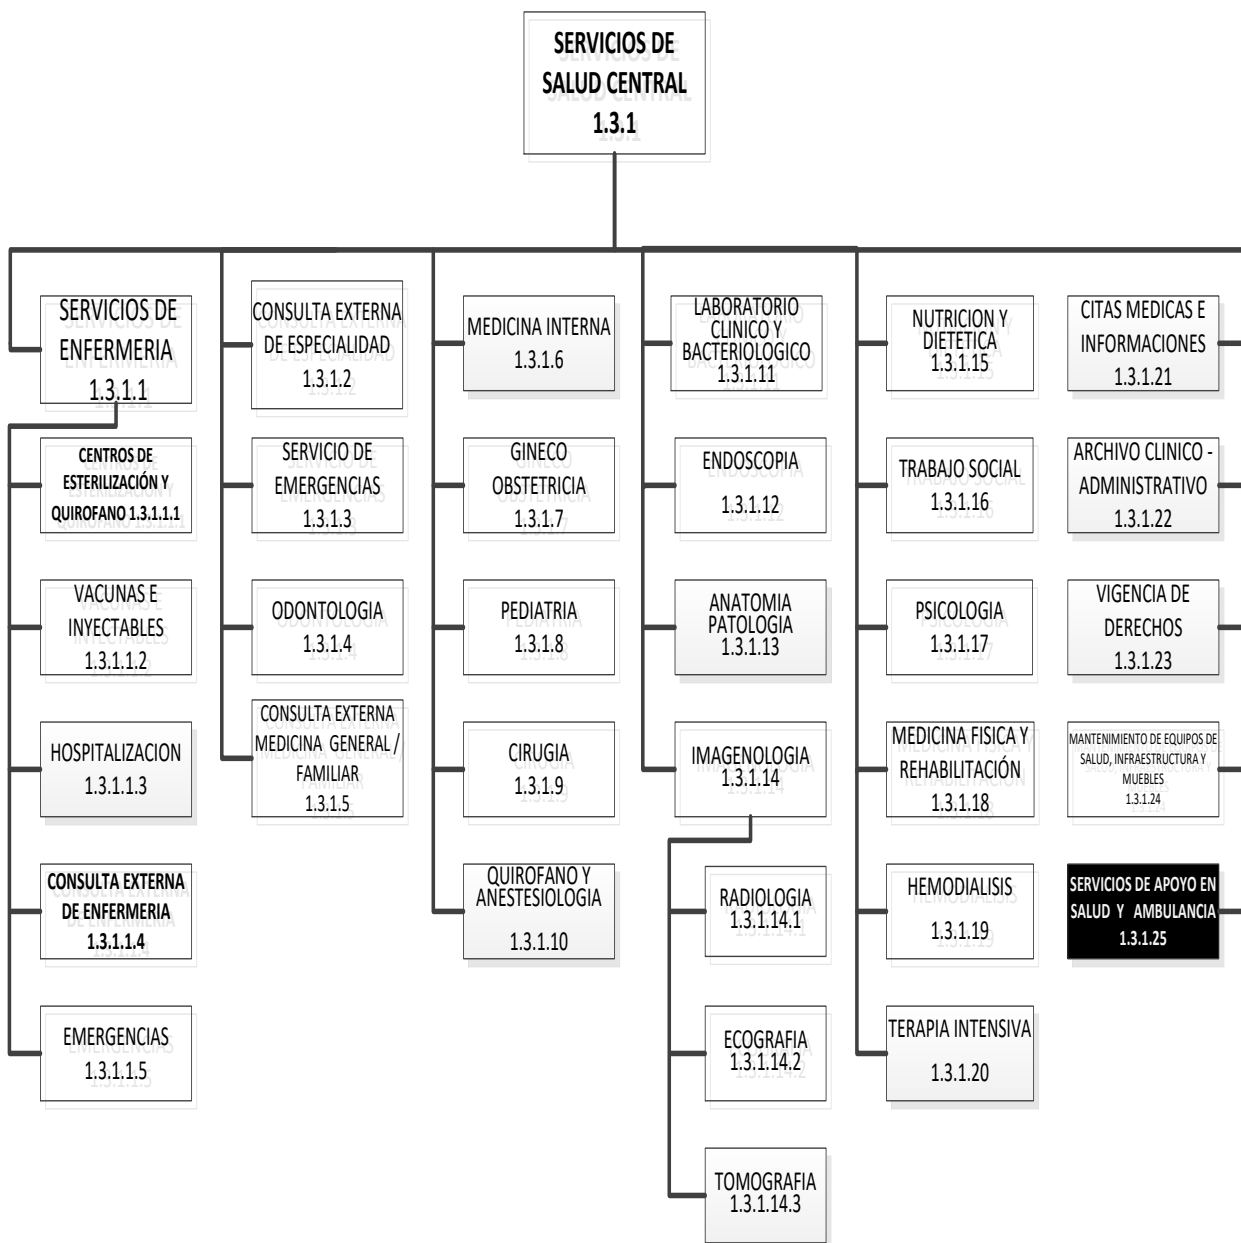 SERVICIOS DE
SALUD CENTRAL
1.3.1
SERVICIOS DE
ENFERMERIA
1.3.1.1
CENTROS DE
ESTERILIZACIÓN Y
QUIROFANO 1.3.1.1.1
VACUNAS E
INYECTABLES
1.3.1.1.2
HOSPITALIZACION
1.3.1.1.3
CONSULTA EXTERNA
DE ENFERMERIA
1.3.1.1.4
EMERGENCIAS
1.3.1.1.5
CONSULTA EXTERNA
DE ESPECIALIDAD
1.3.1.2
SERVICIO DE
EMERGENCIAS
1.3.1.3
ODONTOLOGIA
1.3.1.4
CONSULTA EXTERNA
MEDICINA GENERAL /
FAMILIAR
1.3.1.5
MEDICINA INTERNA
1.3.1.6
GINECO
OBSTETRICIA
1.3.1.7
PEDIATRIA
1.3.1.8
CIRUGIA
1.3.1.9
QUIROFANO Y
ANESTESIOLOGIA
1.3.1.10
LABORATORIO
CLINICO Y
BACTERIOLOGICO
1.3.1.11
ENDOSCOPIA
1.3.1.12
ANATOMIA
PATOLOGIA
1.3.1.13
IMAGENOLOGIA
1.3.1.14
RADIOLOGIA
1.3.1.14.1
ECOGRAFIA
1.3.1.14.2
TOMOGRAFIA
1.3.1.14.3
NUTRICION Y
DIETETICA
1.3.1.15
TRABAJO SOCIAL
1.3.1.16
PSICOLOGIA
1.3.1.17
MEDICINA FISICA Y
REHABILITACIÓN
1.3.1.18
HEMODIALISIS
1.3.1.19
TERAPIA INTENSIVA
1.3.1.20
CITAS MEDICAS E
INFORMACIONES
1.3.1.21
ARCHIVO CLINICO -
ADMINISTRATIVO
1.3.1.22
VIGENCIA DE
DERECHOS
1.3.1.23
MANTENIMIENTO DE EQUIPOS DE
SALUD, INFRAESTRUCTURA Y
MUEBLES
1.3.1.24
SERVICIOS DE APOYO EN
SALUD Y AMBULANCIA
1.3.1.25